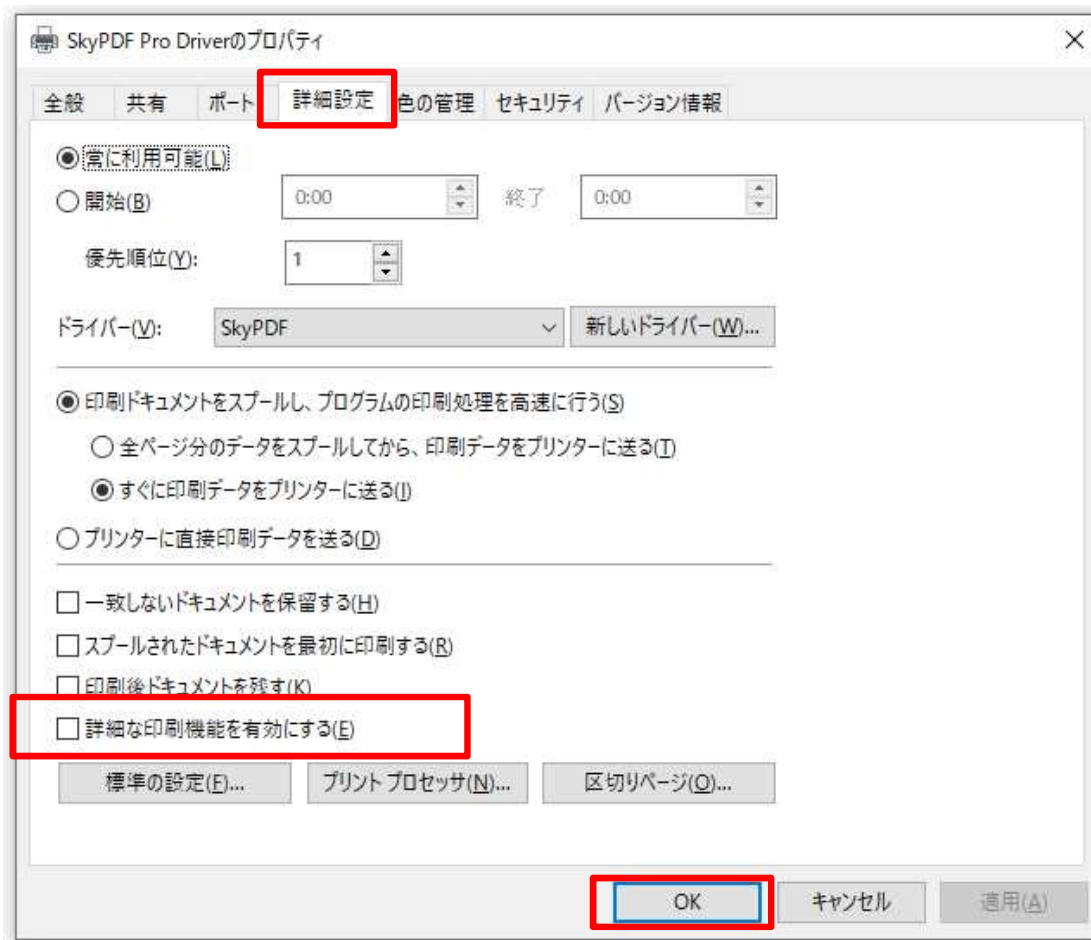 SkyPDF Pro Driverのプロパティ
全般 共有 ポート 詳細設定 色の管理 セキュリティ バージョン情報
常に利用可能(L)
開始(B) 0:00 終了 0:00
優先順位(Y): 1
ドライバー(V): SkyPDF 新しいドライバー(W)...
印刷ドキュメントをスプールし、プログラムの印刷処理を高速に行う(S)
全ページ分のデータをスプールしてから、印刷データをプリンターに送る(T)
すぐに印刷データをプリンターに送る(I)
プリンターに直接印刷データを送る(D)
一致しないドキュメントを保留する(H)
スプールされたドキュメントを最初に印刷する(R)
印刷後ドキュメントを残す(K)
詳細な印刷機能を有効にする(E)
標準の設定(F)... プリント プロセッサ(N)... 区切りページ(O)...
OK キャンセル 適用(A)